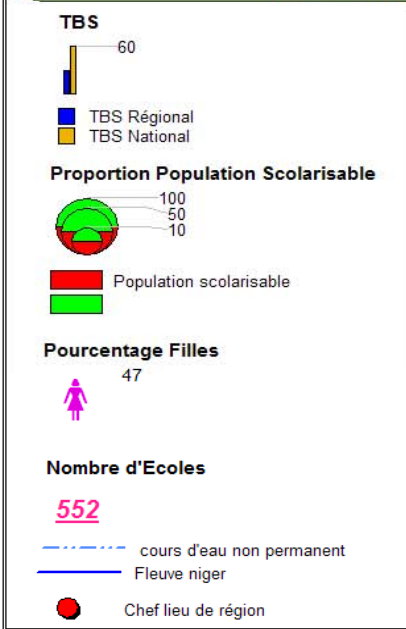 TBS
60
TBS Régional
TBS National
Proportion Population Scolarisable
100
50
10
Population scolarisable
Pourcentage Filles
47
Nombre d'Ecoles
552
cours d'eau non permanent
Fleuve niger
Chef lieu de région